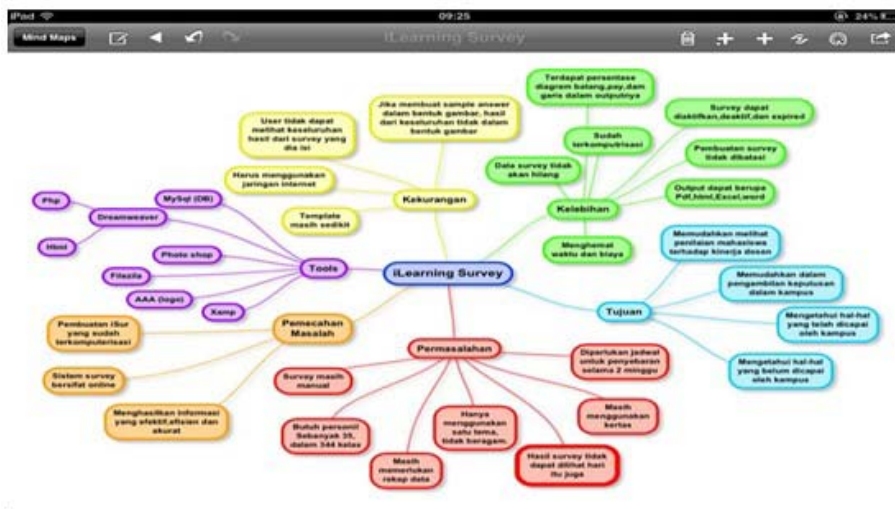 iPad
09:25
24%
Mind Maps
iLearning Survey
Terdapat persentase
diagram batang,pay,dam
garis dalam outputnya
Survey dapat
diaktifkan,deaktif,dan expired
Sudah
terkomputrisasi
Pembuatan survey
tidak dibatasi
Data survey tidak
akan hilang
Output dapat berupa
Pdf,html,Excel,word
Kelebihan
Menghemat
waktu dan biaya
Jika membuat sample answer
dalam bentuk gambar, hasil
dari keseluruhan tidak dalam
bentuk gambar
User tidak dapat
melihat keseluruhan
hasil dari survey yang
dia isi
Harus menggunakan
jaringan internet
Template
masih sedikit
Kekurangan
Php
Dreamweaver
Html
MySql (DB)
Photo shop
Filezila
AAA (logo)
Xamp
Tools
iLearning Survey
Memudahkan melihat
penilaian mahasiswa
terhadap kinerja dosen
Memudahkan dalam
pengambilan keputusan
dalam kampus
Tujuan
Mengetahui hal-hal
yang telah dicapai
oleh kampus
Mengetahui hal-hal
yang belum dicapai
oleh kampus
Pembuatan iSur
yang sudah
terkomputerisasi
Pemecahan
Masalah
Sistem survey
bersifat online
Menghasilkan informasi
yang efektif,efisien dan
akurat
Permasalahan
Survey masih
manual
Butuh personil
Sebanyak 35,
dalam 344 kelas
Masih
memerlukan
rekap data
Hanya
menggunakan
satu tema,
tidak beragam.
Hasil survey tidak
dapat dilihat hari
itu juga
Masih
menggunakan
kertas
Diperlukan jadwal
untuk penyebaran
selama 2 minggu